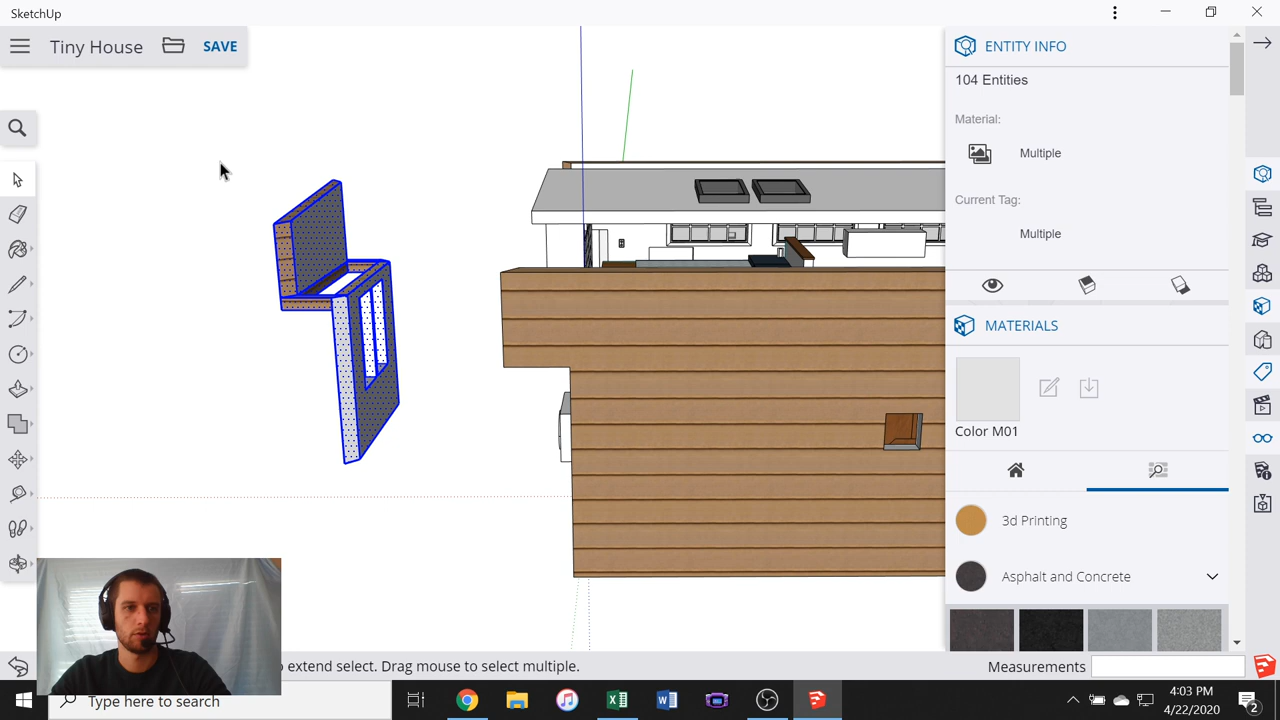 SketchUp
Tiny House
SAVE
ENTITY INFO
104 Entities
Material:
Multiple
Current Tag:
Multiple
MATERIALS
Color M01
3d Printing
Asphalt and Concrete
extend select. Drag mouse to select multiple.
Measurements
Type here to search
4:03 PM
4/22/2020
2